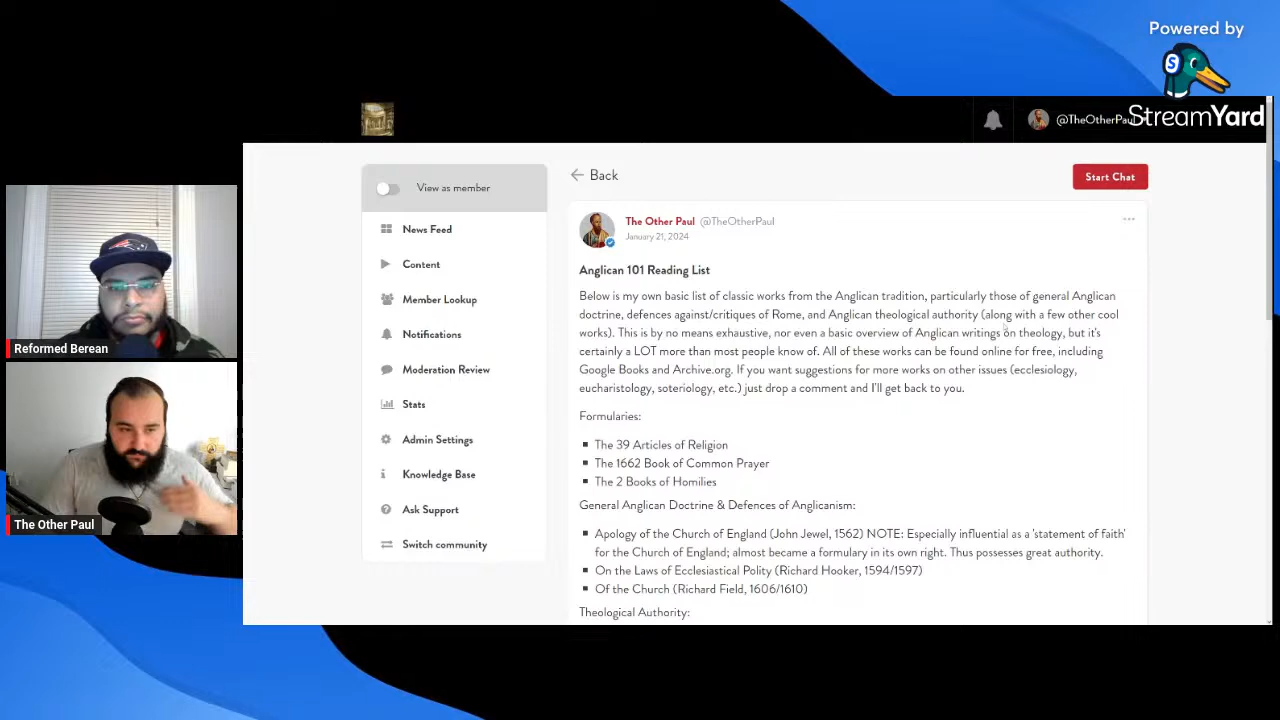 Powered by
StreamYard
@TheOtherPaul
View as member
News Feed
Content
Member Lookup
Notifications
Moderation Review
Stats
Admin Settings
Knowledge Base
Ask Support
Switch community
Back
Start Chat
The Other Paul @TheOtherPaul
January 21, 2024
Anglican 101 Reading List
Below is my own basic list of classic works from the Anglican tradition, particularly those of general Anglican
doctrine, defences against/critiques of Rome, and Anglican theological authority (along with a few other cool
works). This is by no means exhaustive, nor even a basic overview of Anglican writings on theology, but it's
certainly a LOT more than most people know of. All of these works can be found online for free, including
Google Books and Archive.org. If you want suggestions for more works on other issues (ecclesiology,
eucharistology, soteriology, etc.) just drop a comment and I'll get back to you.
Formularies:
The 39 Articles of Religion
The 1662 Book of Common Prayer
The 2 Books of Homilies
General Anglican Doctrine & Defences of Anglicanism:
Apology of the Church of England (John Jewel, 1562) NOTE: Especially influential as a 'statement of faith'
for the Church of England; almost became a formulary in its own right. Thus possesses great authority.
On the Laws of Ecclesiastical Polity (Richard Hooker, 1594/1597)
Of the Church (Richard Field, 1606/1610)
Theological Authority:
Reformed Berean
The Other Paul